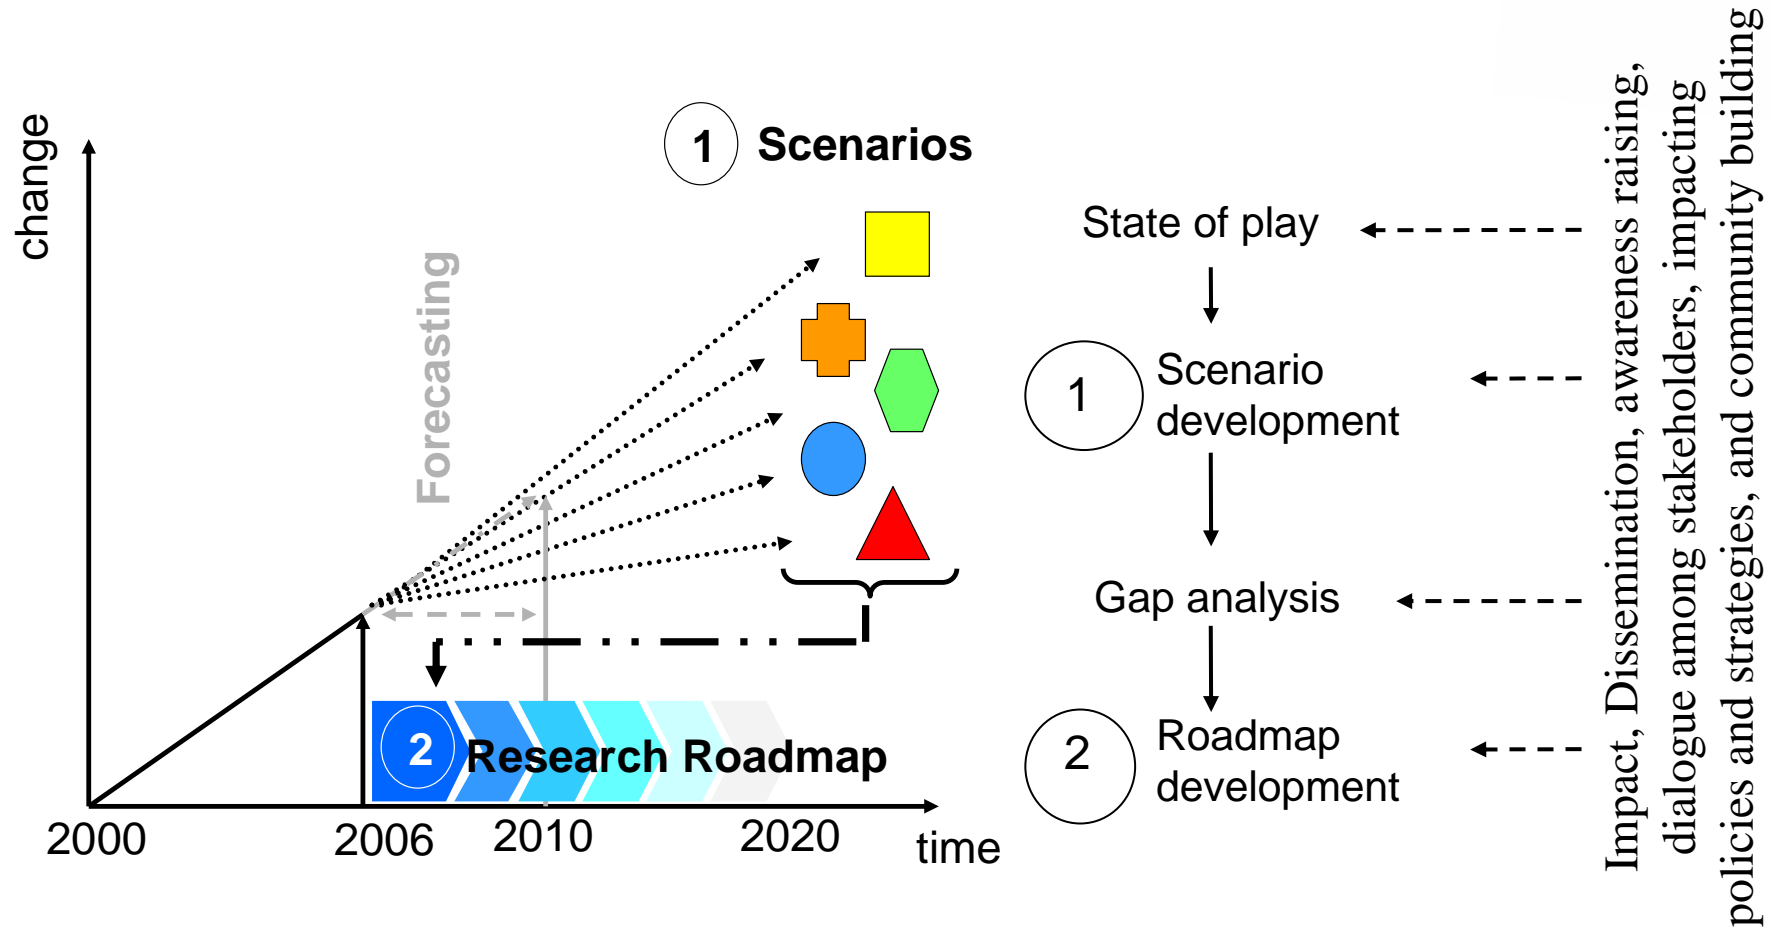 change
1 Scenarios
Forecasting
2 Research Roadmap
2000
2006
2010
2020
time
State of play
1
Scenario
development
Gap analysis
2
Roadmap
development
Impact, Dissemination, awareness raising,
dialogue among stakeholders, impacting
policies and strategies, and community building